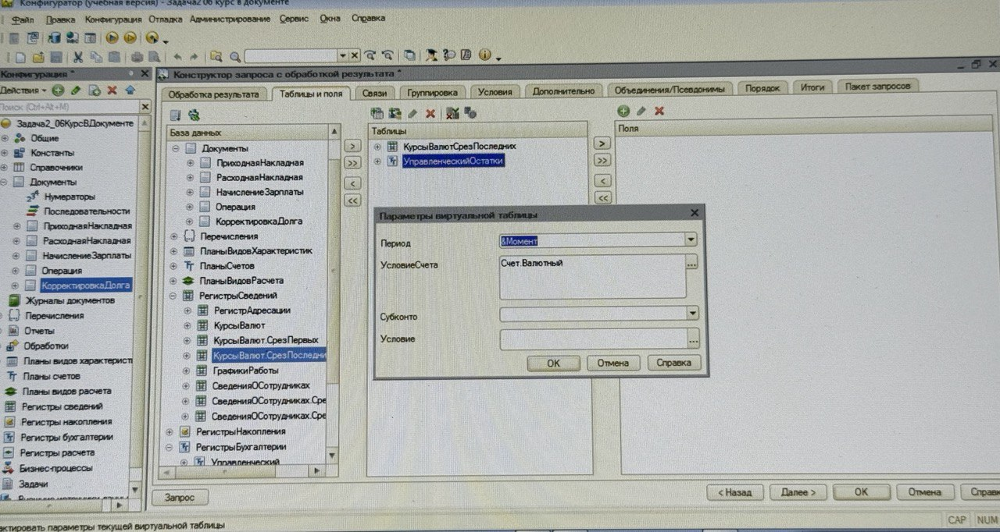 Конфигуратор (учебная версия) - Задача2 06 курс в документе
Файл Правка Конфигурация Отладка Администрирование Сервис Окна Справка
Конфигурация *
Действия
Поиск (Ctrl+Alt+M)
Задача2_06КурсВДокументе
Общие
Константы
Справочники
Документы
Нумераторы
Последовательности
ПриходнаяНакладная
РасходнаяНакладная
НачислениеЗарплаты
Операция
КорректировкаДолга
Журналы документов
Перечисления
Отчеты
Обработки
Планы видов характерист
Планы счетов
Планы видов расчета
Регистры сведений
Регистры накопления
Регистры бухгалтерии
Регистры расчета
Бизнес-процессы
Задачи
Конструктор запроса с обработкой результата *
Обработка результата Таблицы и поля Связи Группировка Условия Дополнительно Объединения/Псевдонимы Порядок Итоги Пакет запросов
База данных
Документы
ПриходнаяНакладная
РасходнаяНакладная
НачислениеЗарплаты
Операция
КорректировкаДолга
Перечисления
ПланыВидовХарактеристик
ПланыСчетов
ПланыВидовРасчета
РегистрыСведений
РегистрАдресации
КурсыВалют
КурсыВалют.СрезПервых
КурсыВалют.СрезПоследни
ГрафикиРаботы
СведенияОСотрудниках
СведенияОСотрудниках.Сре
СведенияОСотрудниках.Сре
РегистрыНакопления
РегистрыБухгалтерии
Управленческий
> >> < <<
Таблицы
КурсыВалютСрезПоследних
УправленческийОстатки
> >> < <<
Поля
Параметры виртуальной таблицы
Период &Момент
УсловиеСчета Счет.Валютный
Субконто
Условие
OK Отмена Справка
Запрос < Назад Далее > OK Отмена Справк
актировать параметры текущей виртуальной таблицы CAP NUM